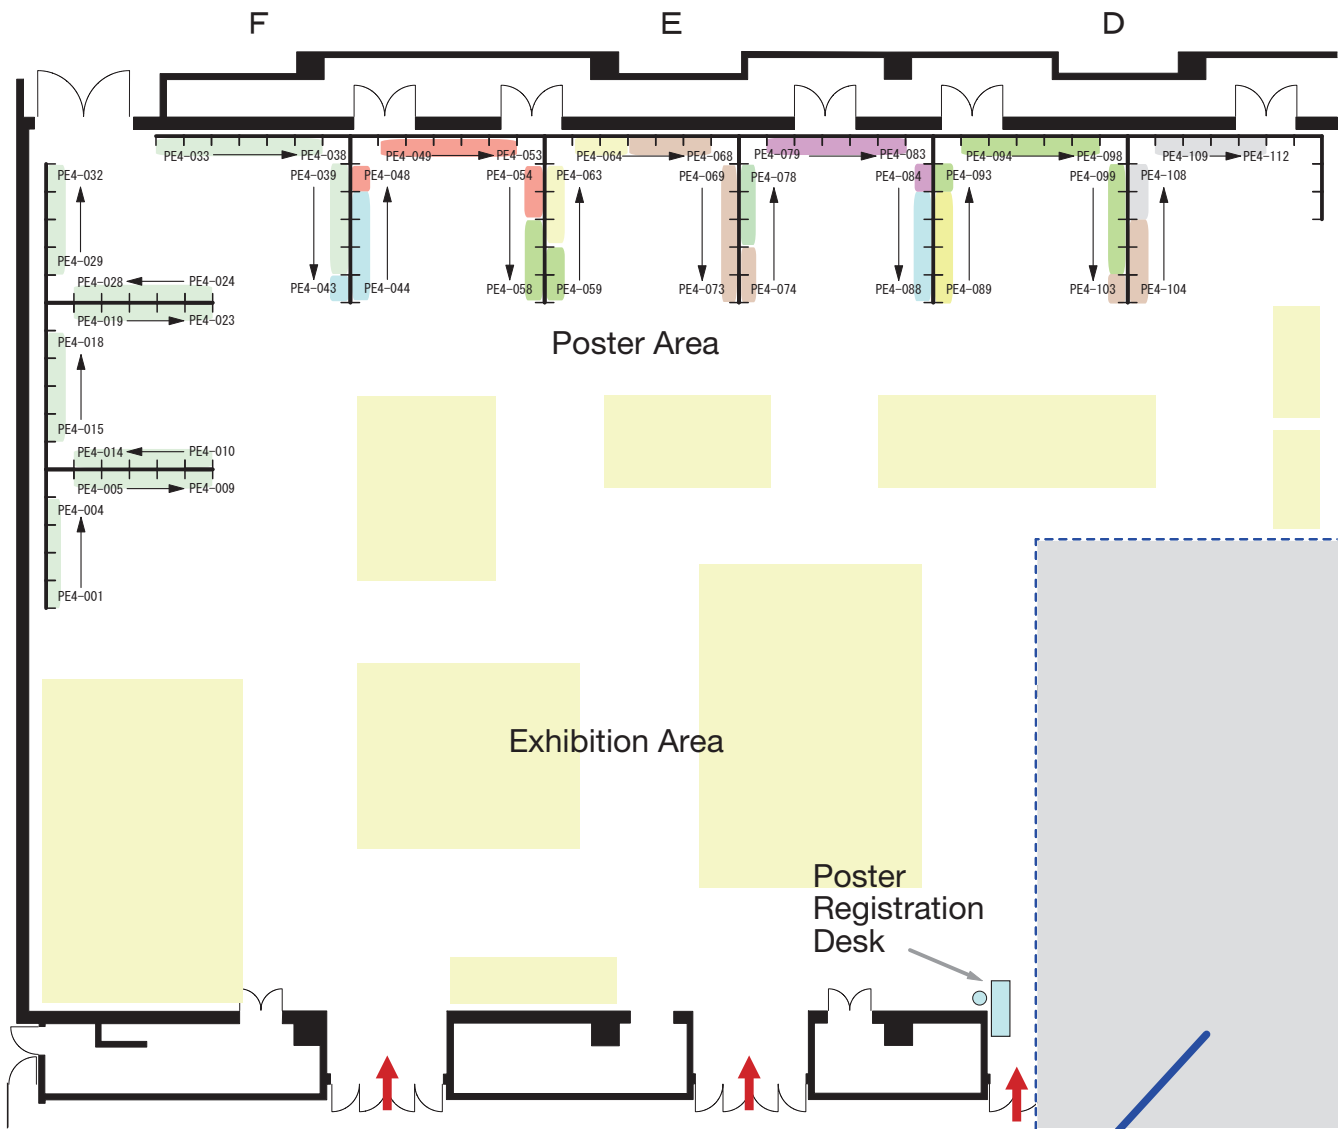 F E D
PE4-033 PE4-038 PE4-049 PE4-053 PE4-064 PE4-068 PE4-079 PE4-083 PE4-094 PE4-098 PE4-109 PE4-112
PE4-032 PE4-039 PE4-048 PE4-054 PE4-063 PE4-069 PE4-078 PE4-084 PE4-093 PE4-099 PE4-108
PE4-029
PE4-028 PE4-024 PE4-043 PE4-044 PE4-058 PE4-059 PE4-073 PE4-074 PE4-088 PE4-089 PE4-103 PE4-104
PE4-019 PE4-023
PE4-018
Poster Area
PE4-015
PE4-014 PE4-010
PE4-005 PE4-009
PE4-004
PE4-001
Exhibition Area
Poster
Registration
Desk